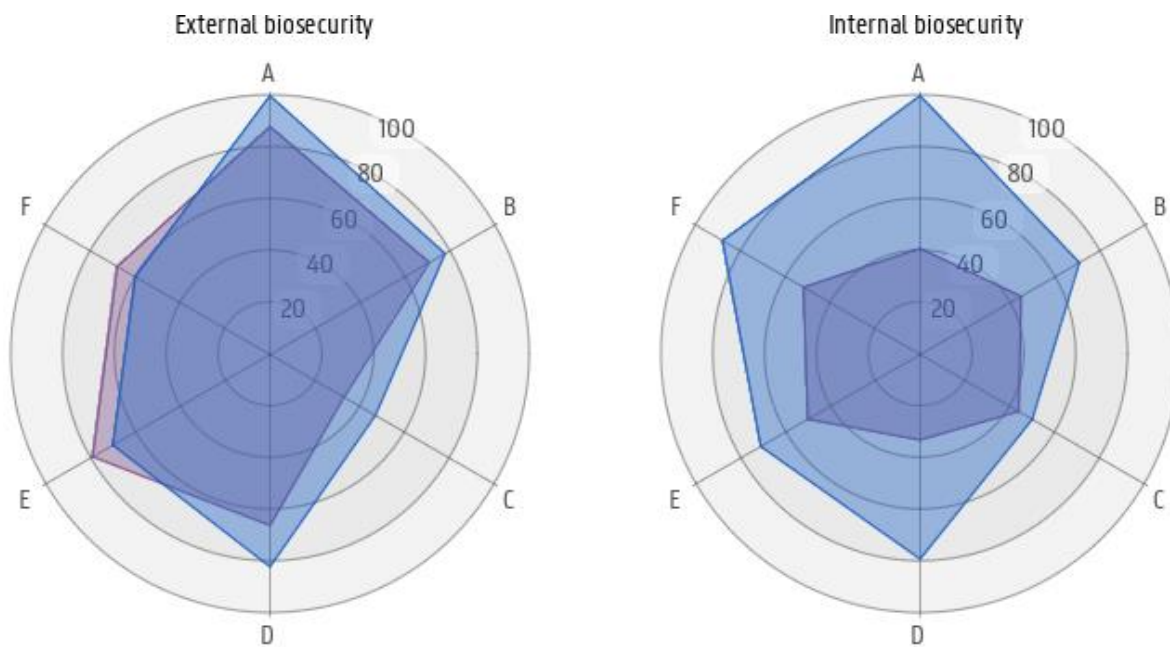 External biosecurity
A
100
80
60
40
20
B
C
D
E
F
Internal biosecurity
A
100
80
60
40
20
B
C
D
E
F